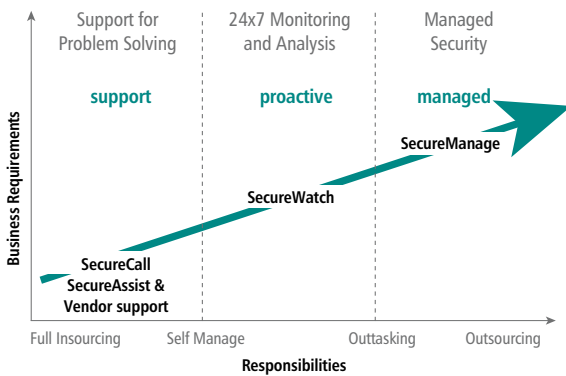 Support for
Problem Solving
24x7 Monitoring
and Analysis
Managed
Security
support
proactive
managed
Business Requirements
SecureManage
SecureWatch
SecureCall
SecureAssist &
Vendor support
Full Insourcing
Self Manage
Outtasking
Outsourcing
Responsibilities